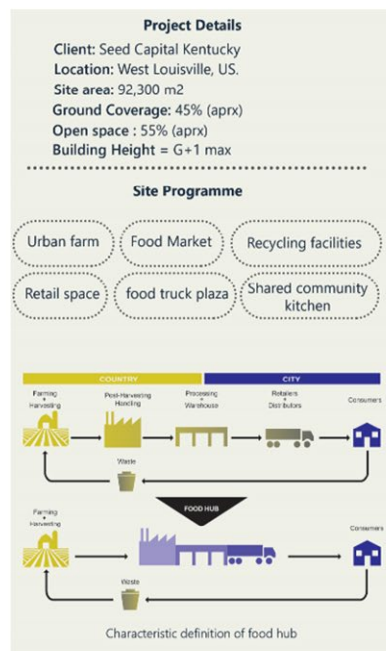 Project Details
Client: Seed Capital Kentucky
Location: West Louisville, US.
Site area: 92,300 m2
Ground Coverage: 45% (aprx)
Open space : 55% (aprx)
Building Height = G+1 max
Site Programme
Urban farm
Food Market
Recycling facilities
Retail space
food truck plaza
Shared community
kitchen
COUNTRY
CITY
Farming
+
Harvesting
Post-Harvesting
Handling
Processing
+
Warehouse
Retailers
+
Distributors
Consumers
Waste
FOOD HUB
Farming
+
Harvesting
Consumers
Waste
Characteristic definition of food hub